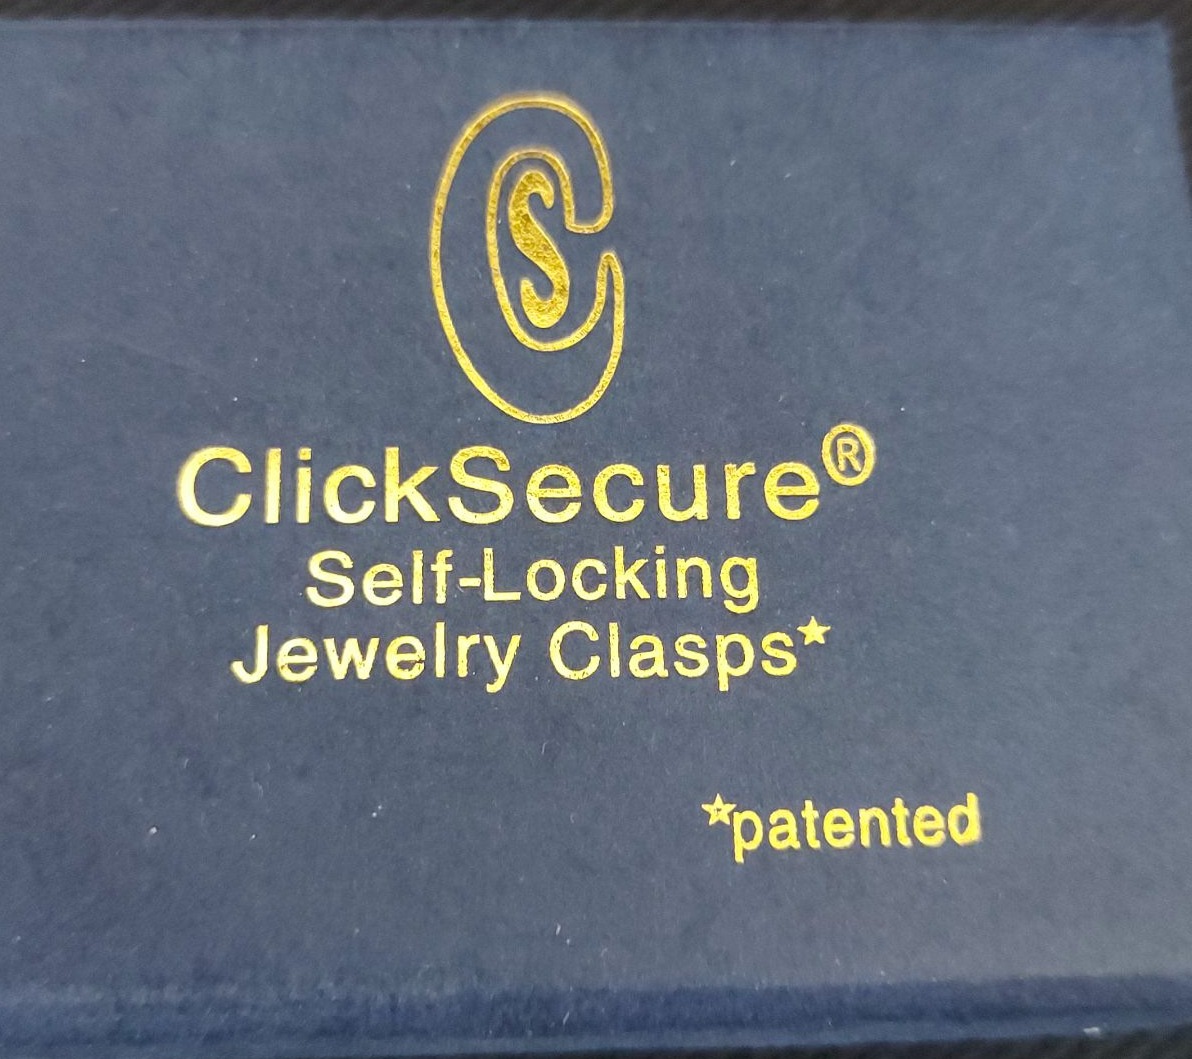 CS
ClickSecure®
Self-Locking
Jewelry Clasps*
*patented